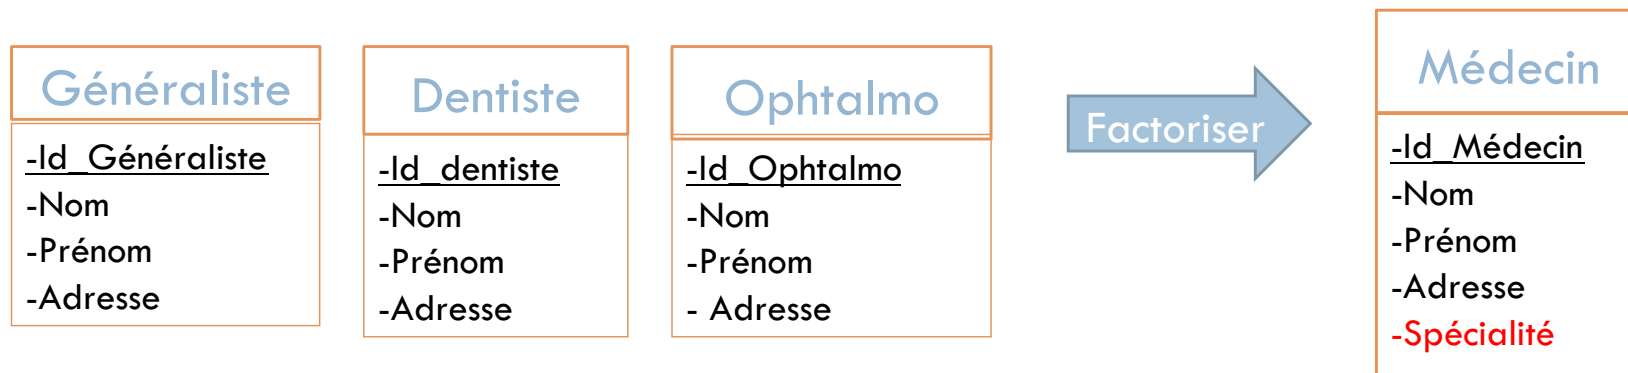 Généraliste
-Id_Généraliste
-Nom
-Prénom
-Adresse
Dentiste
-Id_dentiste
-Nom
-Prénom
-Adresse
Ophtalmo
-Id_Ophtalmo
-Nom
-Prénom
- Adresse
Factoriser
Médecin
-Id_Médecin
-Nom
-Prénom
-Adresse
-Spécialité